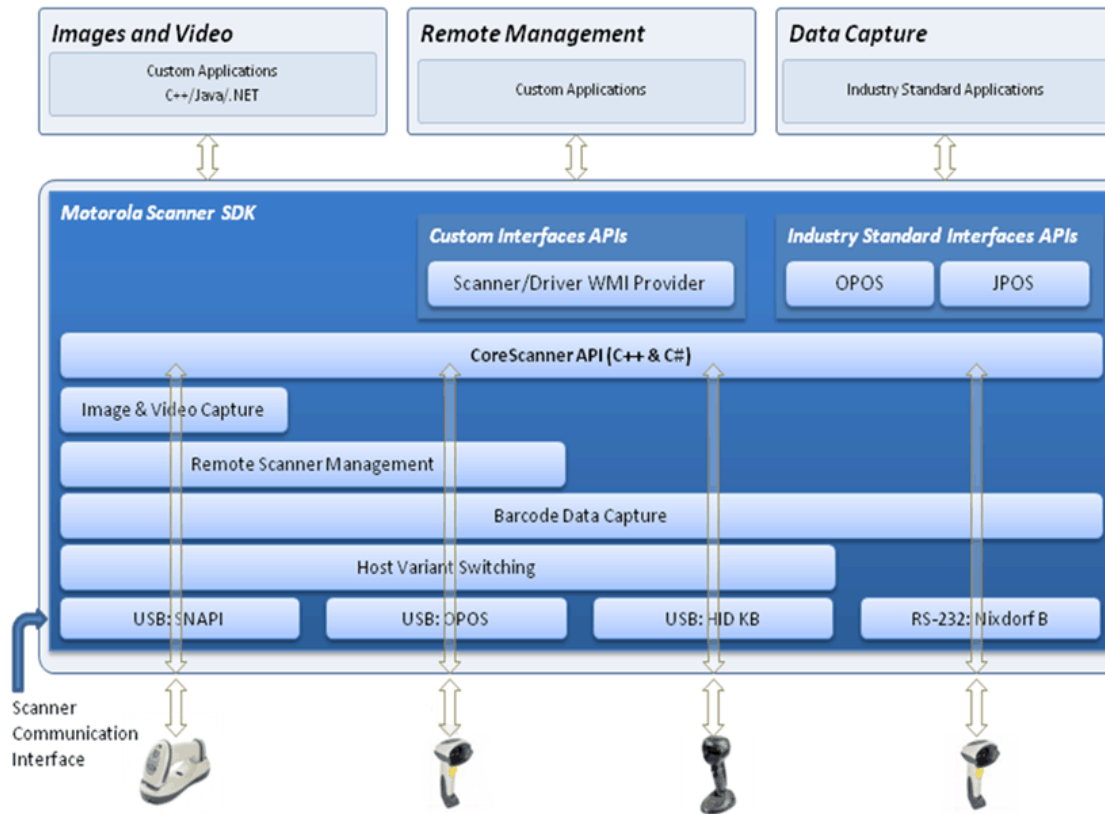 Images and Video
Custom Applications
C++/Java/.NET
Remote Management
Custom Applications
Data Capture
Industry Standard Applications
Motorola Scanner SDK
Custom Interfaces APIs
Scanner/Driver WMI Provider
Industry Standard Interfaces APIs
OPOS
JPOS
CoreScanner API (C++ & C#)
Image & Video Capture
Remote Scanner Management
Barcode Data Capture
Host Variant Switching
USB: SNAPI
USB: OPOS
USB: HID KB
RS-232: Nixdorf B
Scanner
Communication
Interface